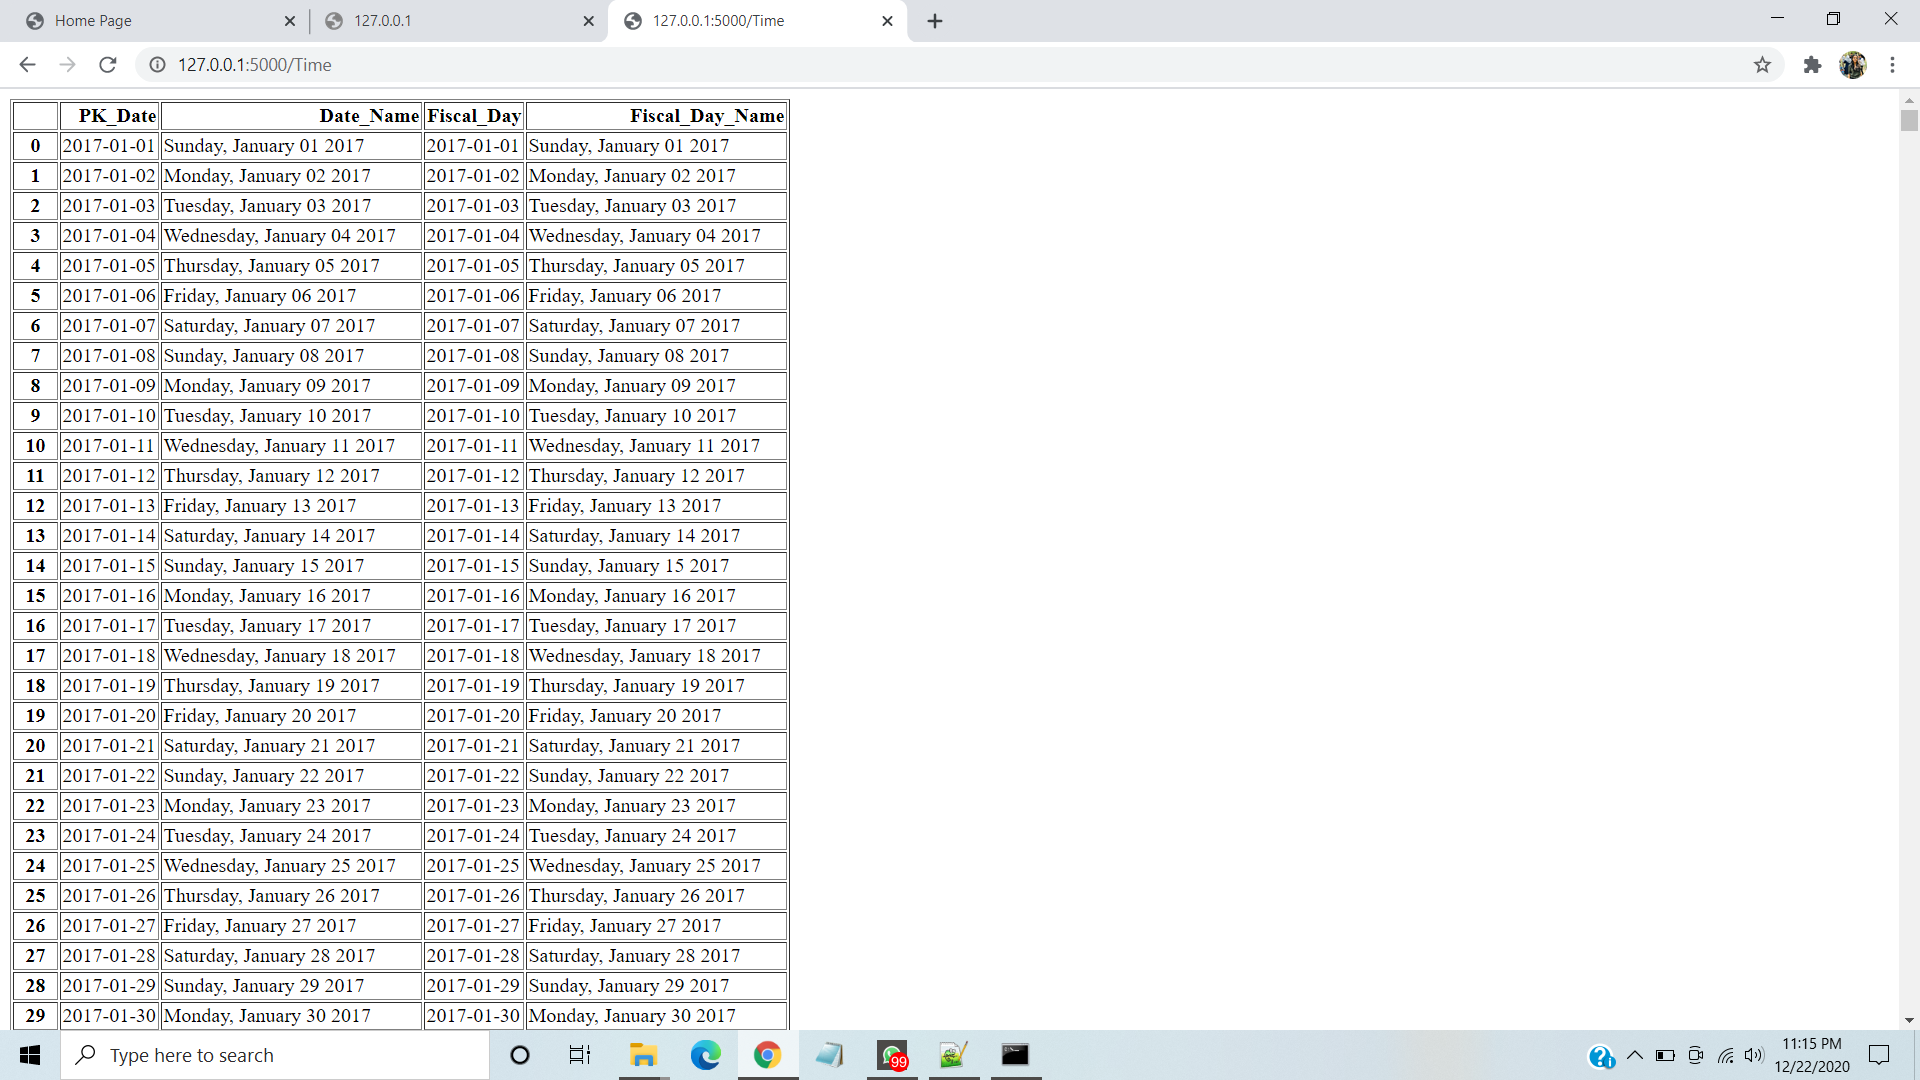 Home Page
127.0.0.1
127.0.0.1:5000/Time
127.0.0.1:5000/Time
PK_Date Date_Name Fiscal_Day Fiscal_Day_Name
0 2017-01-01 Sunday, January 01 2017 2017-01-01 Sunday, January 01 2017
1 2017-01-02 Monday, January 02 2017 2017-01-02 Monday, January 02 2017
2 2017-01-03 Tuesday, January 03 2017 2017-01-03 Tuesday, January 03 2017
3 2017-01-04 Wednesday, January 04 2017 2017-01-04 Wednesday, January 04 2017
4 2017-01-05 Thursday, January 05 2017 2017-01-05 Thursday, January 05 2017
5 2017-01-06 Friday, January 06 2017 2017-01-06 Friday, January 06 2017
6 2017-01-07 Saturday, January 07 2017 2017-01-07 Saturday, January 07 2017
7 2017-01-08 Sunday, January 08 2017 2017-01-08 Sunday, January 08 2017
8 2017-01-09 Monday, January 09 2017 2017-01-09 Monday, January 09 2017
9 2017-01-10 Tuesday, January 10 2017 2017-01-10 Tuesday, January 10 2017
10 2017-01-11 Wednesday, January 11 2017 2017-01-11 Wednesday, January 11 2017
11 2017-01-12 Thursday, January 12 2017 2017-01-12 Thursday, January 12 2017
12 2017-01-13 Friday, January 13 2017 2017-01-13 Friday, January 13 2017
13 2017-01-14 Saturday, January 14 2017 2017-01-14 Saturday, January 14 2017
14 2017-01-15 Sunday, January 15 2017 2017-01-15 Sunday, January 15 2017
15 2017-01-16 Monday, January 16 2017 2017-01-16 Monday, January 16 2017
16 2017-01-17 Tuesday, January 17 2017 2017-01-17 Tuesday, January 17 2017
17 2017-01-18 Wednesday, January 18 2017 2017-01-18 Wednesday, January 18 2017
18 2017-01-19 Thursday, January 19 2017 2017-01-19 Thursday, January 19 2017
19 2017-01-20 Friday, January 20 2017 2017-01-20 Friday, January 20 2017
20 2017-01-21 Saturday, January 21 2017 2017-01-21 Saturday, January 21 2017
21 2017-01-22 Sunday, January 22 2017 2017-01-22 Sunday, January 22 2017
22 2017-01-23 Monday, January 23 2017 2017-01-23 Monday, January 23 2017
23 2017-01-24 Tuesday, January 24 2017 2017-01-24 Tuesday, January 24 2017
24 2017-01-25 Wednesday, January 25 2017 2017-01-25 Wednesday, January 25 2017
25 2017-01-26 Thursday, January 26 2017 2017-01-26 Thursday, January 26 2017
26 2017-01-27 Friday, January 27 2017 2017-01-27 Friday, January 27 2017
27 2017-01-28 Saturday, January 28 2017 2017-01-28 Saturday, January 28 2017
28 2017-01-29 Sunday, January 29 2017 2017-01-29 Sunday, January 29 2017
29 2017-01-30 Monday, January 30 2017 2017-01-30 Monday, January 30 2017
Type here to search
99
11:15 PM
12/22/2020